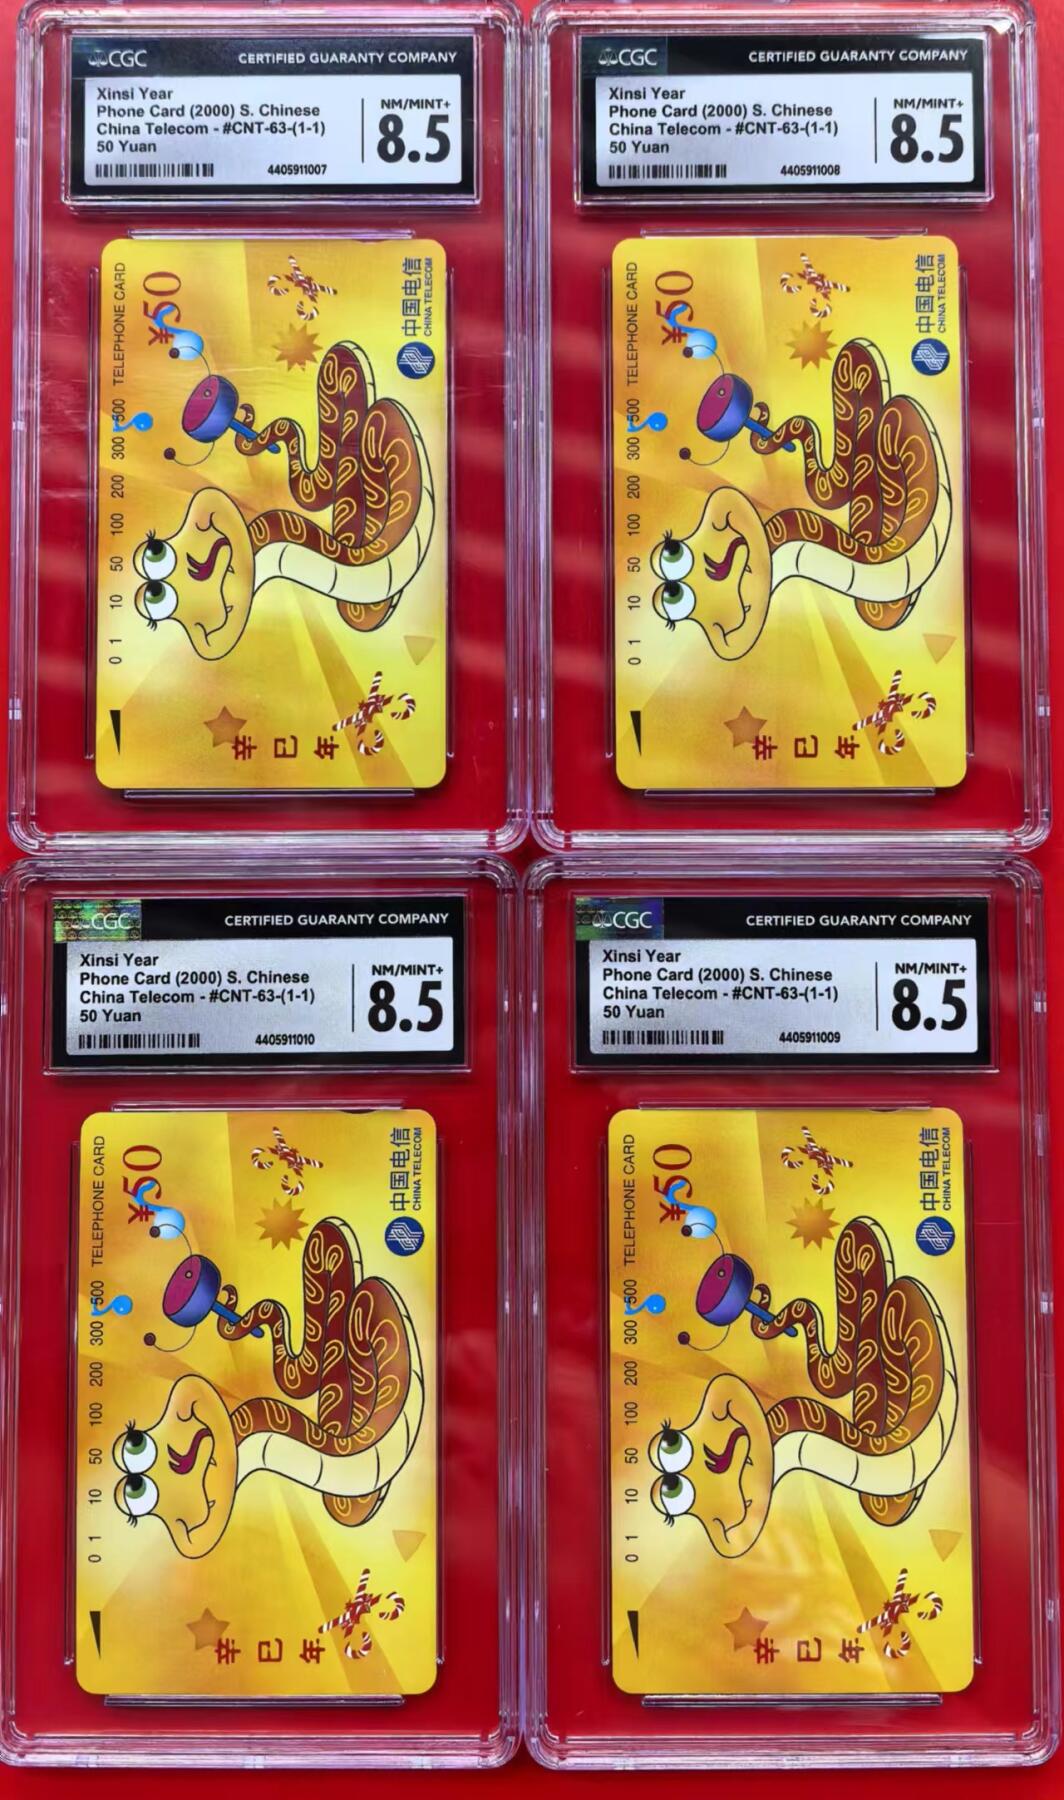 CGC CERTIFIED GUARANTY COMPANY
Xinsi Year
Phone Card (2000) S. Chinese
China Telecom - #CNT-63-(1-1)
50 Yuan
4405911007
NM/MINT+
8.5
TELEPHONE CARD
¥50
0 1 10 50 100 200 300 500
中国电信
CHINA TELECOM
辛巳年
CGC CERTIFIED GUARANTY COMPANY
Xinsi Year
Phone Card (2000) S. Chinese
China Telecom - #CNT-63-(1-1)
50 Yuan
4405911008
NM/MINT+
8.5
TELEPHONE CARD
¥50
0 1 10 50 100 200 300 500
中国电信
CHINA TELECOM
辛巳年
CGC CERTIFIED GUARANTY COMPANY
Xinsi Year
Phone Card (2000) S. Chinese
China Telecom - #CNT-63-(1-1)
50 Yuan
4405911010
NM/MINT+
8.5
TELEPHONE CARD
¥50
0 1 10 50 100 200 300 500
中国电信
CHINA TELECOM
辛巳年
CGC CERTIFIED GUARANTY COMPANY
Xinsi Year
Phone Card (2000) S. Chinese
China Telecom - #CNT-63-(1-1)
50 Yuan
4405911009
NM/MINT+
8.5
TELEPHONE CARD
¥50
0 1 10 50 100 200 300 500
中国电信
CHINA TELECOM
辛巳年